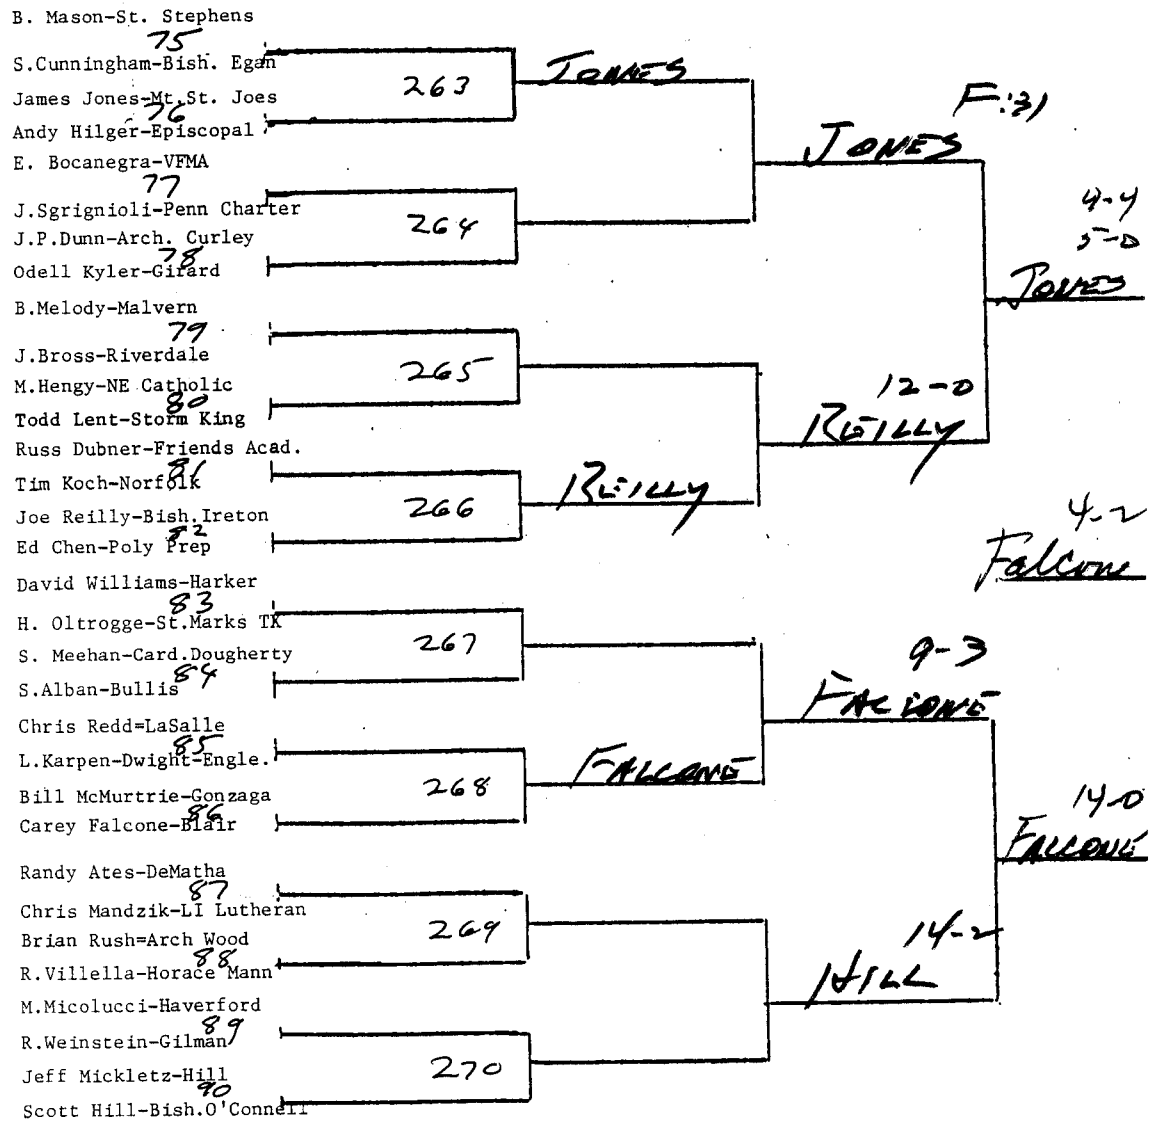 B. Mason-St. Stephens
75
S.Cunningham-Bish. Egan
263
JONES
James Jones-Mt.St. Joes
76
F:31
Andy Hilger-Episcopal
JONES
E. Bocanegra-VFMA
77
4-4
5-0
J.Sgrignioli-Penn Charter
264
J.P.Dunn-Arch. Curley
78
Odell Kyler-Girard
JONES
B.Melody-Malvern
79
J.Bross-Riverdale
265
M.Hengy-NE Catholic
12-0
80
Todd Lent-Storm King
REILLY
Russ Dubner-Friends Acad.
81
Tim Koch-Norfolk
REILLY
266
Joe Reilly-Bish.Ireton
4-2
82
Ed Chen-Poly Prep
Falcone
David Williams-Harker
83
H. Oltrogge-St.Marks TX
267
S. Meehan-Card.Dougherty
9-3
84
S.Alban-Bullis
FALCONE
Chris Redd=LaSalle
85
L.Karpen-Dwight-Engle.
268
FALCONE
Bill McMurtrie-Gonzaga
14-0
86
Carey Falcone-Blair
FALCONE
Randy Ates-DeMatha
87
Chris Mandzik-LI Lutheran
269
Brian Rush=Arch Wood
14-2
88
R.Villella-Horace Mann
HILL
M.Micolucci-Haverford
89
R.Weinstein-Gilman
270
Jeff Mickletz-Hill
90
Scott Hill-Bish.O'Connell